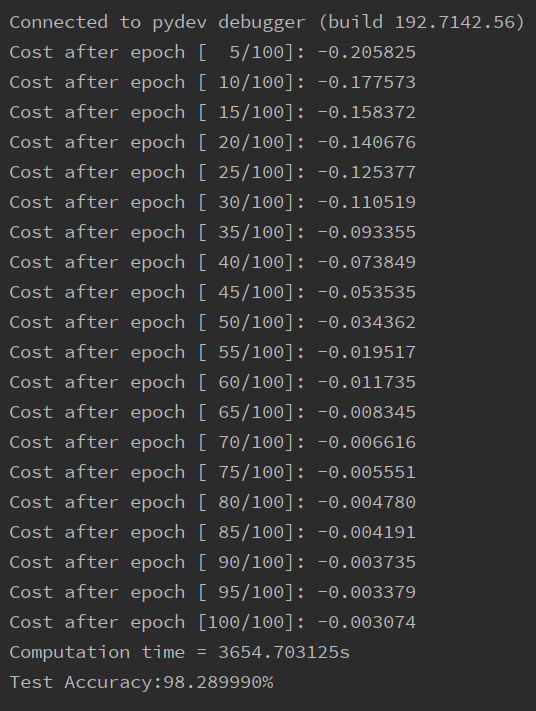 Connected to pydev debugger (build 192.7142.56)
Cost after epoch [  5/100]: -0.205825
Cost after epoch [ 10/100]: -0.177573
Cost after epoch [ 15/100]: -0.158372
Cost after epoch [ 20/100]: -0.140676
Cost after epoch [ 25/100]: -0.125377
Cost after epoch [ 30/100]: -0.110519
Cost after epoch [ 35/100]: -0.093355
Cost after epoch [ 40/100]: -0.073849
Cost after epoch [ 45/100]: -0.053535
Cost after epoch [ 50/100]: -0.034362
Cost after epoch [ 55/100]: -0.019517
Cost after epoch [ 60/100]: -0.011735
Cost after epoch [ 65/100]: -0.008345
Cost after epoch [ 70/100]: -0.006616
Cost after epoch [ 75/100]: -0.005551
Cost after epoch [ 80/100]: -0.004780
Cost after epoch [ 85/100]: -0.004191
Cost after epoch [ 90/100]: -0.003735
Cost after epoch [ 95/100]: -0.003379
Cost after epoch [100/100]: -0.003074
Computation time = 3654.703125s
Test Accuracy:98.289990%